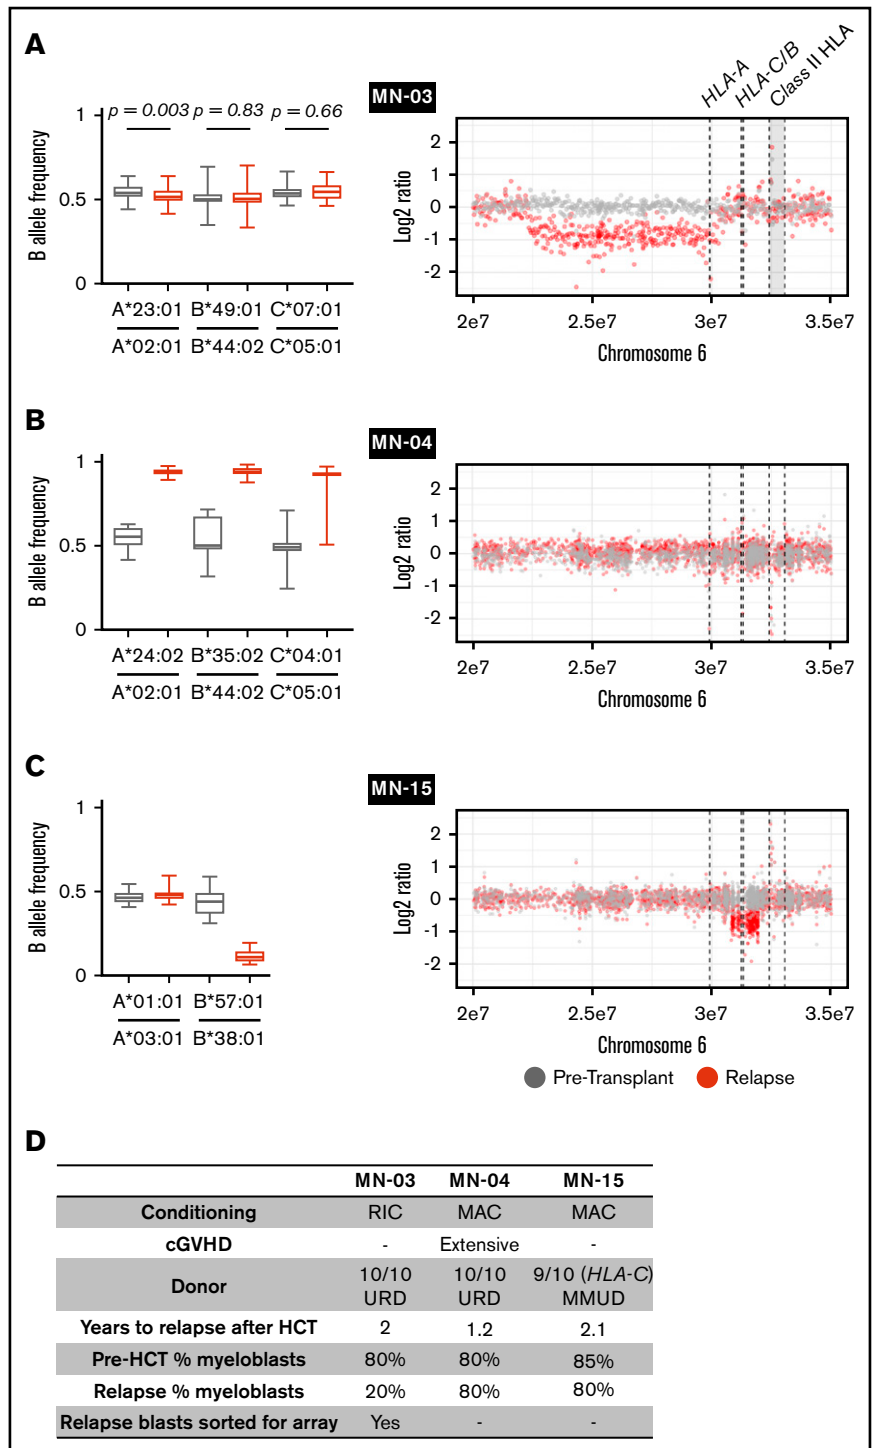 A
MN-03
HLA-A
HLA-C/B
Class II HLA
p = 0.003 p = 0.83 p = 0.66
B allele frequency
1
0.5
0
A*23:01 B*49:01 C*07:01
A*02:01 B*44:02 C*05:01
Log2 ratio
2
1
0
-1
-2
2e7 2.5e7 3e7 3.5e7
Chromosome 6
B
MN-04
B allele frequency
1
0.5
0
A*24:02 B*35:02 C*04:01
A*02:01 B*44:02 C*05:01
Log2 ratio
2
1
0
-1
-2
2e7 2.5e7 3e7 3.5e7
Chromosome 6
C
MN-15
B allele frequency
1
0.5
0
A*01:01 B*57:01
A*03:01 B*38:01
Log2 ratio
2
1
0
-1
-2
2e7 2.5e7 3e7 3.5e7
Chromosome 6
Pre-Transplant Relapse
D
MN-03 MN-04 MN-15
Conditioning RIC MAC MAC
cGVHD - Extensive -
Donor 10/10 URD 10/10 URD 9/10 (HLA-C) MMUD
Years to relapse after HCT 2 1.2 2.1
Pre-HCT % myeloblasts 80% 80% 85%
Relapse % myeloblasts 20% 80% 80%
Relapse blasts sorted for array Yes - -